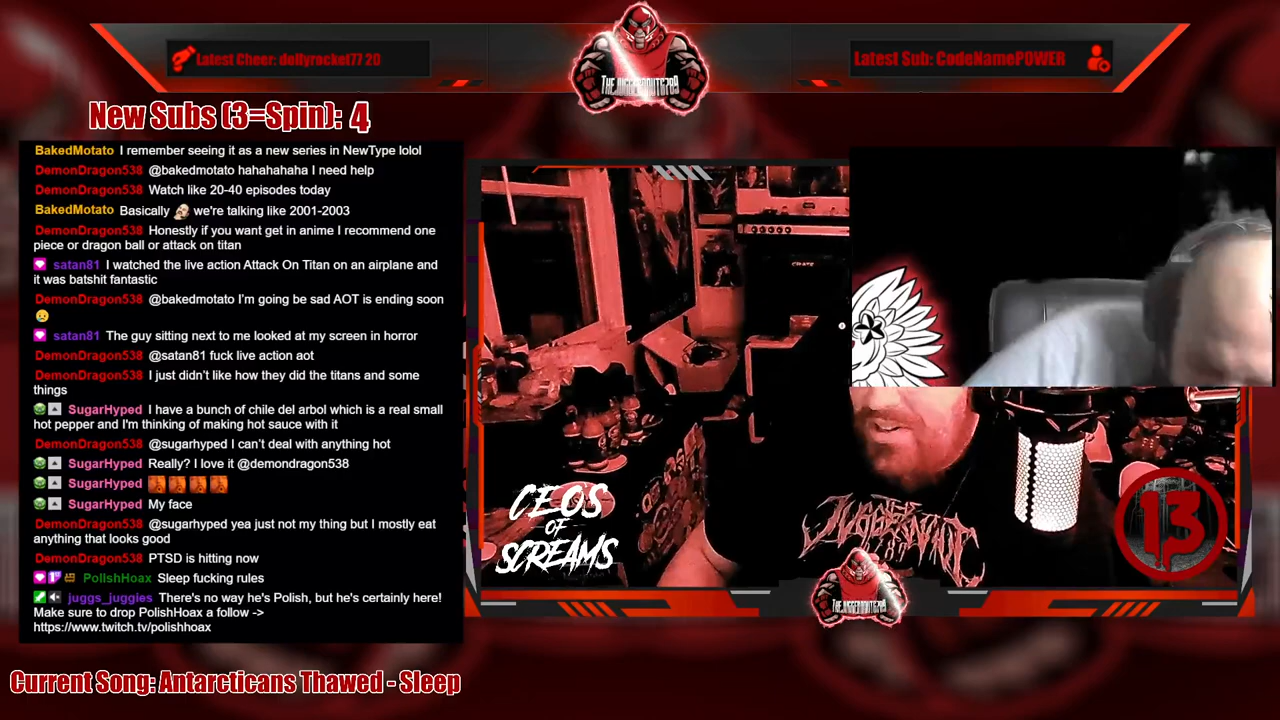 Latest Cheer: dollyrocket77 20
THEJUGGERNAUT6789
Latest Sub: CodeNamePOWER
New Subs (3=Spin): 4
BakedMotato I remember seeing it as a new series in NewType lolol
DemonDragon538 @bakedmotato hahahahaha I need help
DemonDragon538 Watch like 20-40 episodes today
BakedMotato Basically we're talking like 2001-2003
DemonDragon538 Honestly if you want get in anime I recommend one
piece or dragon ball or attack on titan
satan81 I watched the live action Attack On Titan on an airplane and
it was batshit fantastic
DemonDragon538 @bakedmotato I'm going be sad AOT is ending soon
😥
satan81 The guy sitting next to me looked at my screen in horror
DemonDragon538 @satan81 fuck live action aot
DemonDragon538 I just didn't like how they did the titans and some
things
SugarHyped I have a bunch of chile del arbol which is a real small
hot pepper and I'm thinking of making hot sauce with it
DemonDragon538 @sugarhyped I can't deal with anything hot
SugarHyped Really? I love it @demondragon538
SugarHyped
SugarHyped My face
DemonDragon538 @sugarhyped yea just not my thing but I mostly eat
anything that looks good
DemonDragon538 PTSD is hitting now
PolishHoax Sleep fucking rules
juggs_juggies There's no way he's Polish, but he's certainly here!
Make sure to drop PolishHoax a follow ->
https://www.twitch.tv/polishhoax
CEOS
OF
SCREAMS
JUGGERNAUT
13
Current Song: Antarcticans Thawed - Sleep